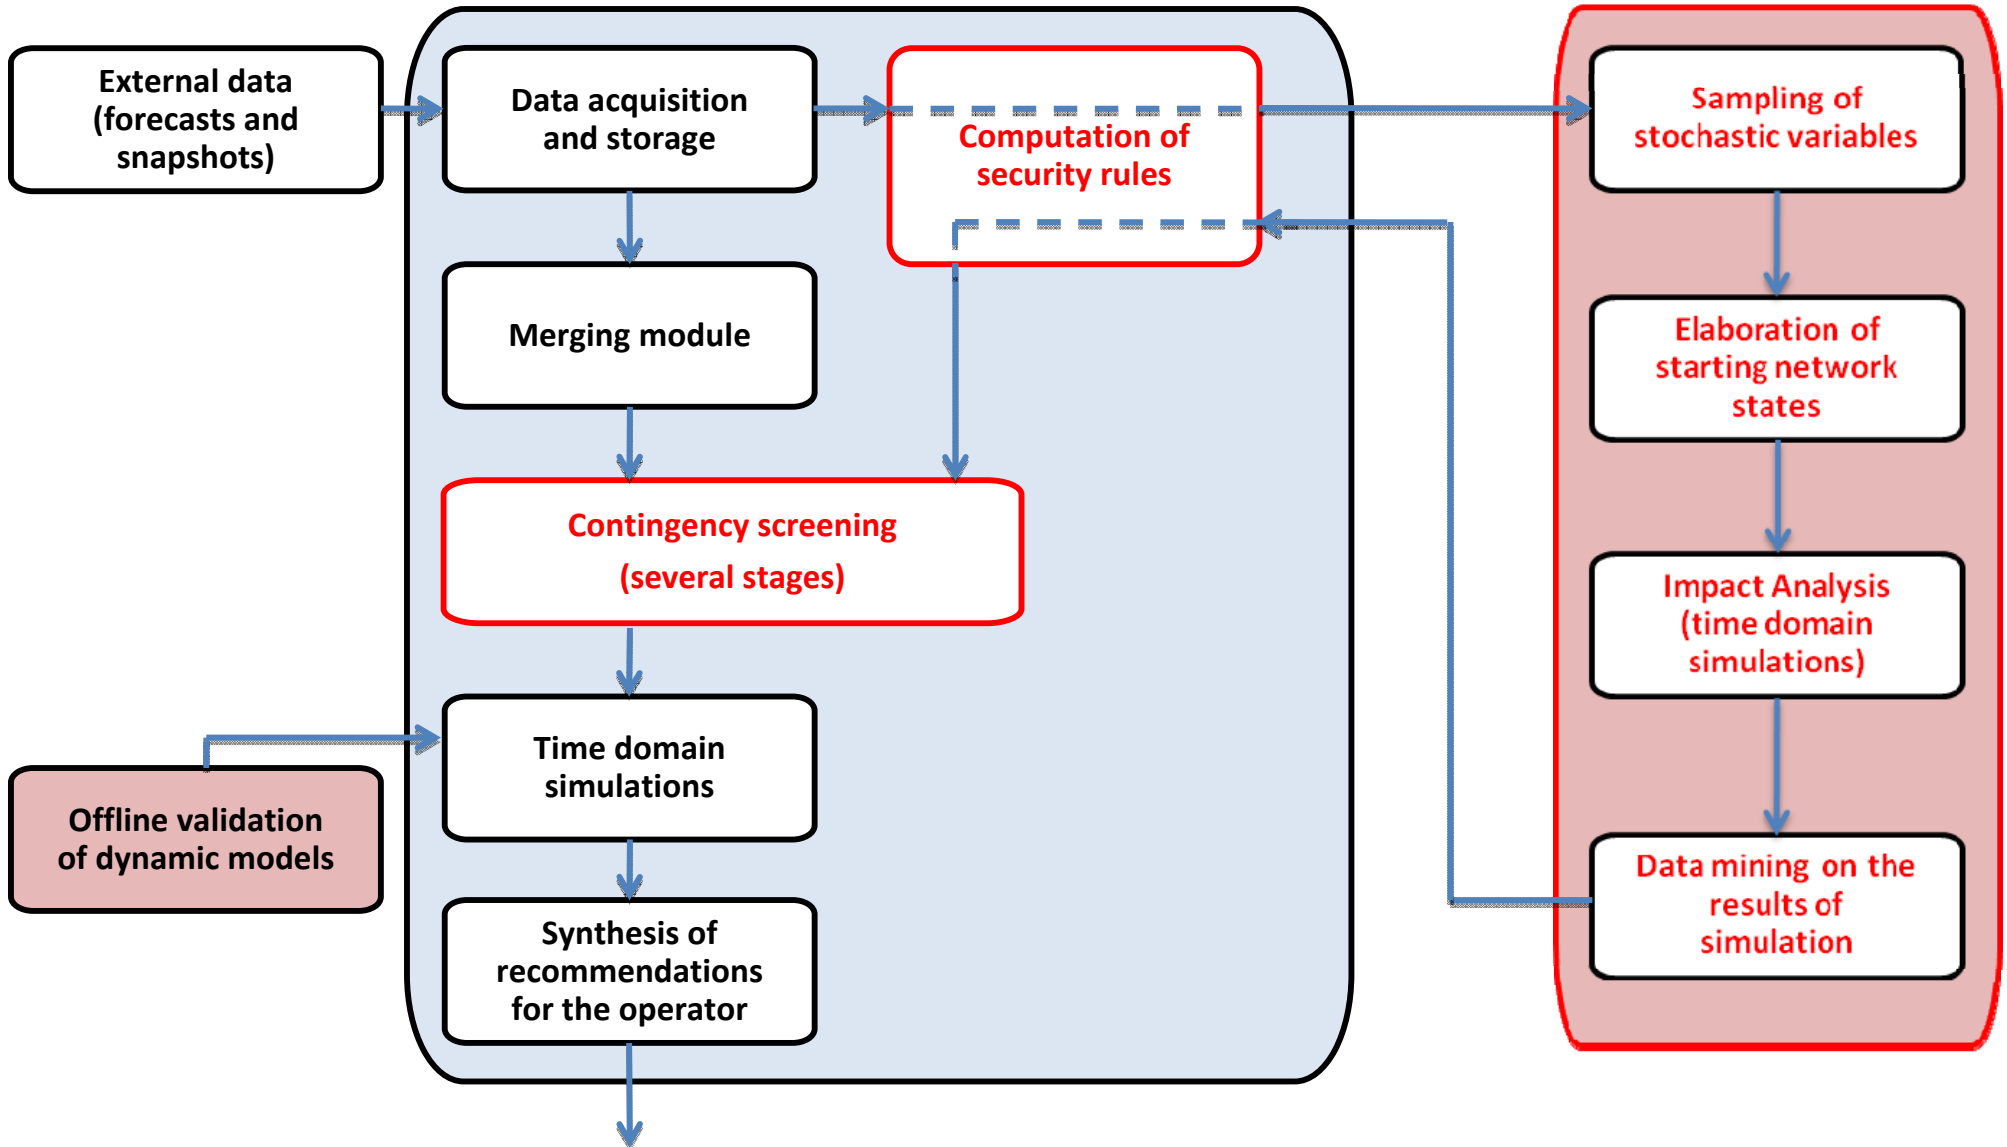 External data
(forecasts and
snapshots)
Data acquisition
and storage
Computation of
security rules
Sampling of
stochastic variables
Merging module
Elaboration of
starting network
states
Contingency screening
(several stages)
Impact Analysis
(time domain
simulations)
Time domain
simulations
Offline validation
of dynamic models
Data mining on the
results of
simulation
Synthesis of
recommendations
for the operator